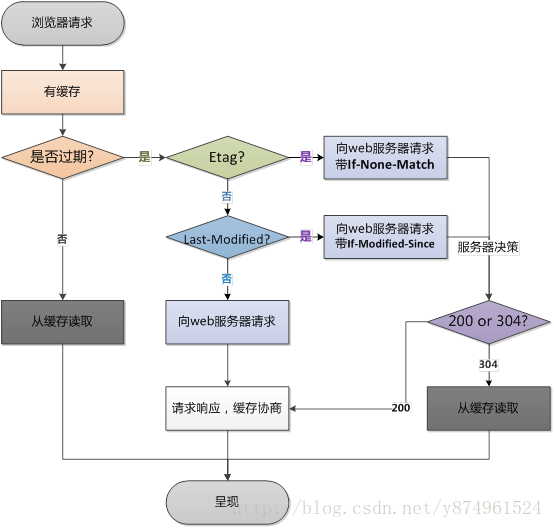 浏览器请求
有缓存
是否过期?
是
Etag?
是
向web服务器请求
带If-None-Match
否
否
Last-Modified?
是
向web服务器请求
带If-Modified-Since
服务器决策
否
从缓存读取
向web服务器请求
200 or 304?
304
请求响应，缓存协商
200
从缓存读取
呈现
http://blog.csdn.net/y874961524